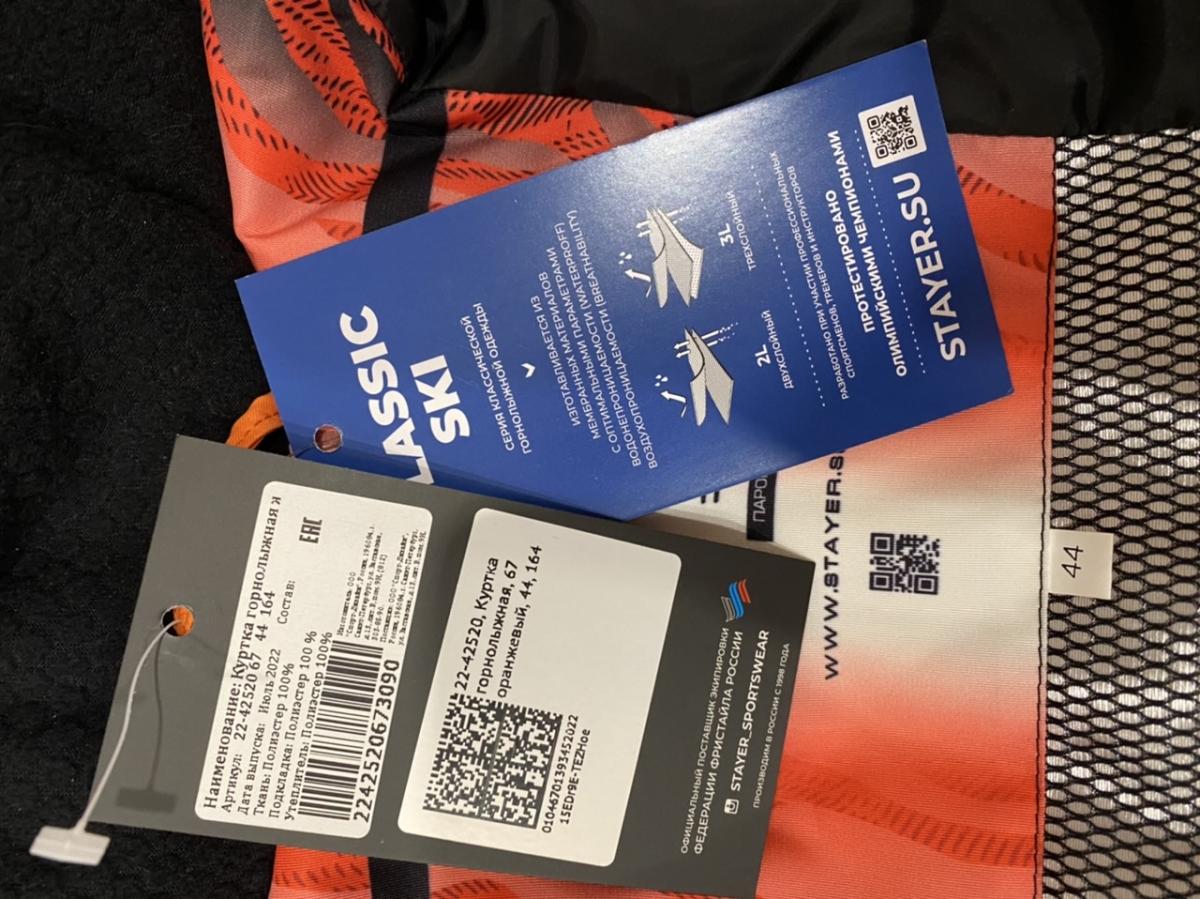 CLASSIC
SKI
СЕРИЯ КЛАССИЧЕСКОЙ
ГОРНОЛЫЖНОЙ ОДЕЖДЫ
ИЗГОТАВЛИВАЕТСЯ ИЗ
МЕМБРАННЫХ МАТЕРИАЛОВ
С ОПТИМАЛЬНЫМИ ПАРАМЕТРАМИ
ВОДОНЕПРОНИЦАЕМОСТИ (WATERPROFF)
ВОЗДУХОПРОНИЦАЕМОСТИ (BREATHABILITY)
2L
ДВУХСЛОЙНЫЙ
3L
ТРЕХСЛОЙНЫЙ
РАЗРАБОТАНО ПРИ УЧАСТИИ ПРОФЕССИОНАЛЬНЫХ
СПОРТСМЕНОВ, ТРЕНЕРОВ И ИНСТРУКТОРОВ
ПРОТЕСТИРОВАНО
ОЛИМПИЙСКИМИ ЧЕМПИОНАМИ
STAYER.SU
Наименование: Куртка горнолыжная ж
Артикул: 22-42520 67 44 164
Дата выпуска: Июль 2022
Состав:
Ткань: Полиэстер 100%
Подкладка: Полиэстер 100 %
Утеплитель: Полиэстер 100%
EAC
2242520673090
22-42520, Куртка
горнолыжная, 67
оранжевый, 44, 164
01046701393452022
15EDr9E-TEZHoe
ОФИЦИАЛЬНЫЙ ПОСТАВЩИК ЭКИПИРОВКИ
ФЕДЕРАЦИИ ФРИСТАЙЛА РОССИИ
STAYER_SPORTSWEAR
ПРОИЗВОДИМ В РОССИИ С 1998 ГОДА
WWW.STAYER.S
44